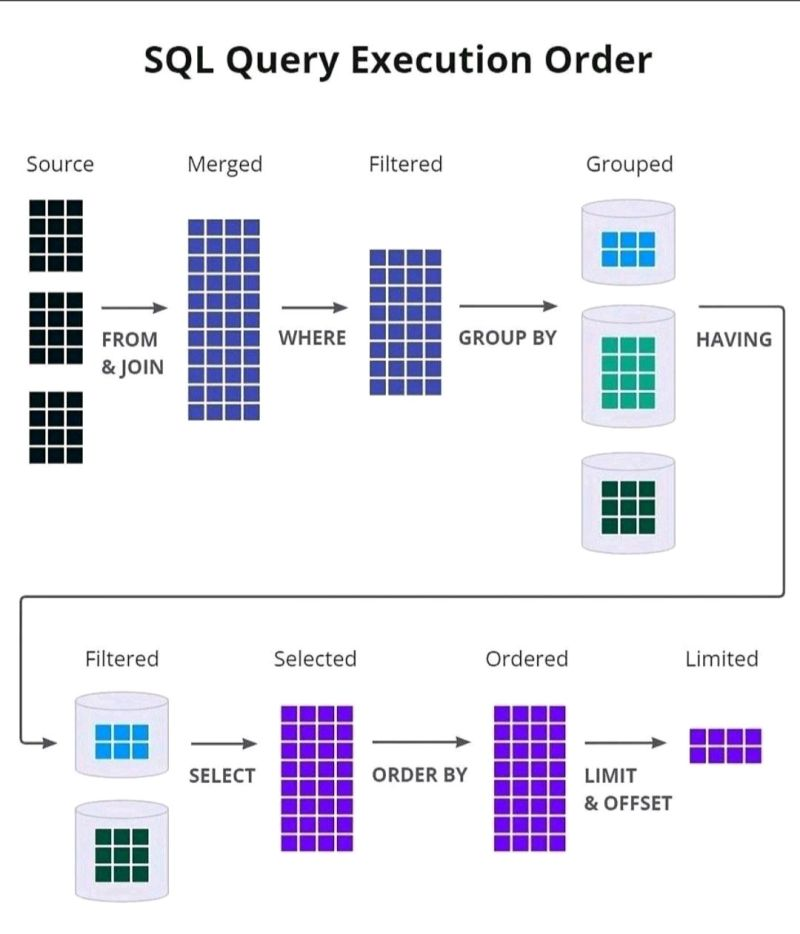 SQL Query Execution Order
Source
Merged
Filtered
Grouped
FROM
& JOIN
WHERE
GROUP BY
HAVING
Filtered
Selected
Ordered
Limited
SELECT
ORDER BY
LIMIT
& OFFSET